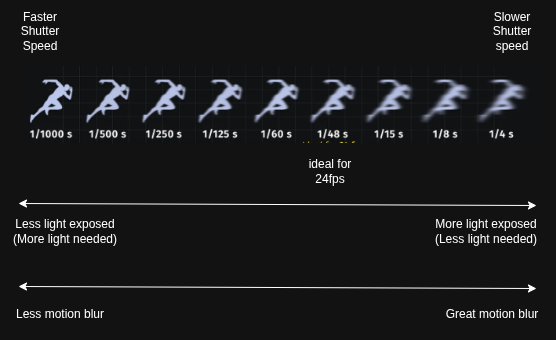 Faster
Shutter
Speed
Slower
Shutter
speed
1/1000 s
1/500 s
1/250 s
1/125 s
1/60 s
1/48 s
1/15 s
1/8 s
1/4 s
ideal for
24fps
Less light exposed
(More light needed)
More light exposed
(Less light needed)
Less motion blur
Great motion blur